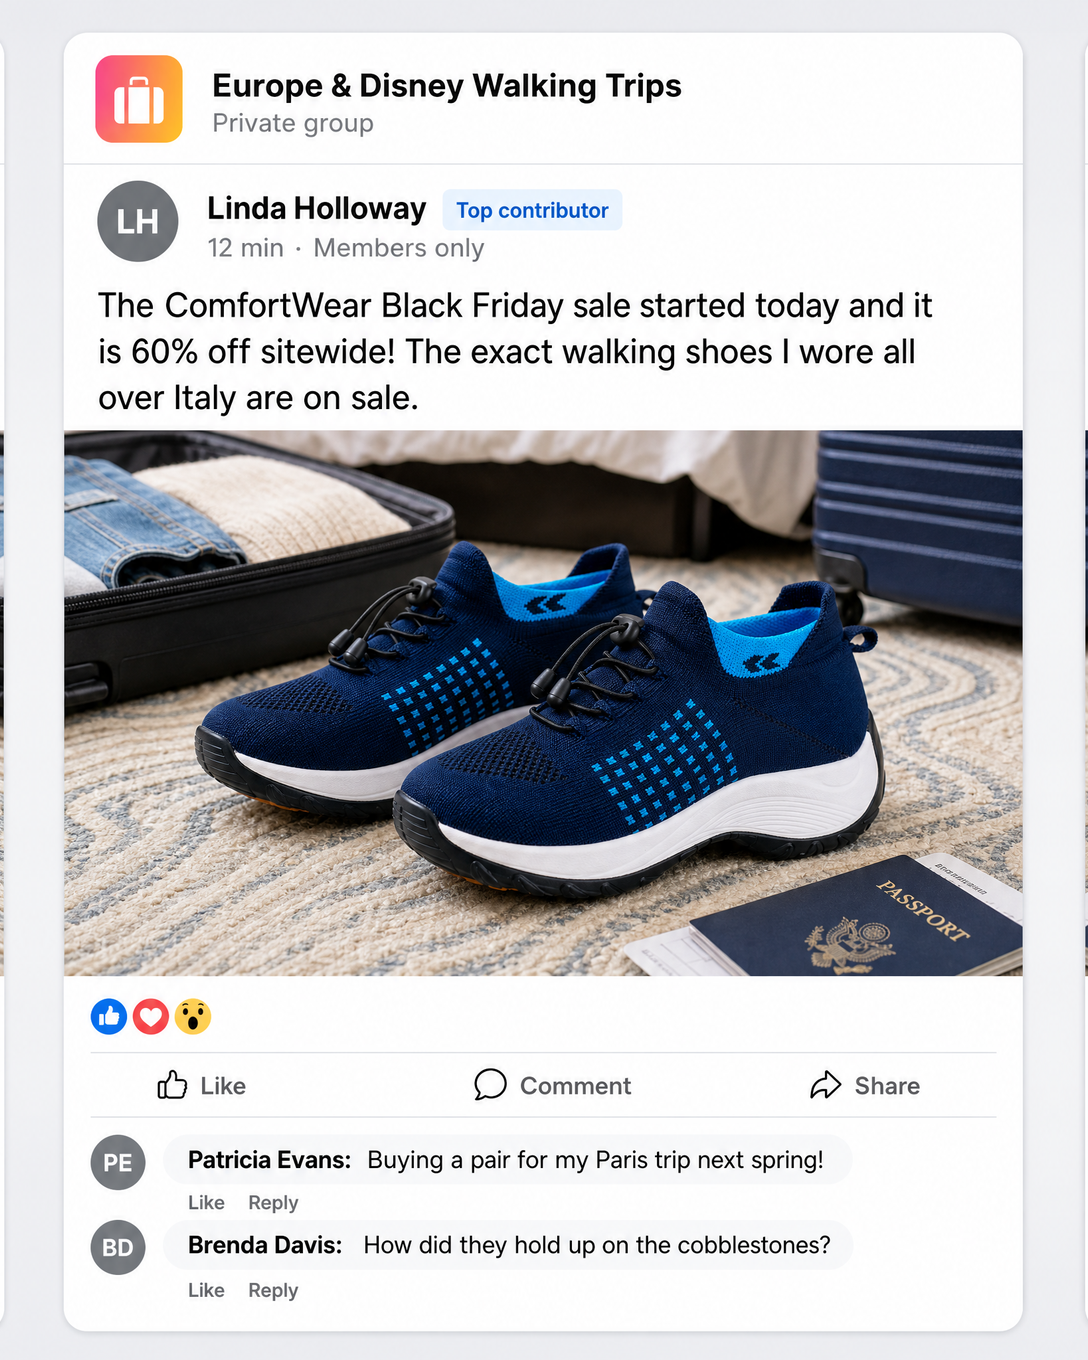 Europe & Disney Walking Trips
Private group
LH
Linda Holloway
Top contributor
12 min · Members only
The ComfortWear Black Friday sale started today and it
is 60% off sitewide! The exact walking shoes I wore all
over Italy are on sale.
PASSPORT
Like
Comment
Share
PE
Patricia Evans: Buying a pair for my Paris trip next spring!
Like Reply
BD
Brenda Davis: How did they hold up on the cobblestones?
Like Reply